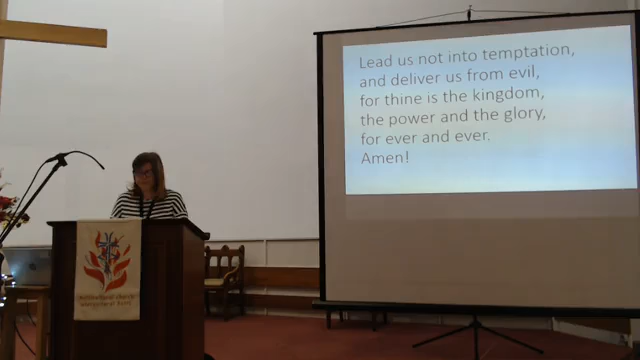 Lead us not into temptation,
and deliver us from evil,
for thine is the kingdom,
the power and the glory,
for ever and ever.
Amen!